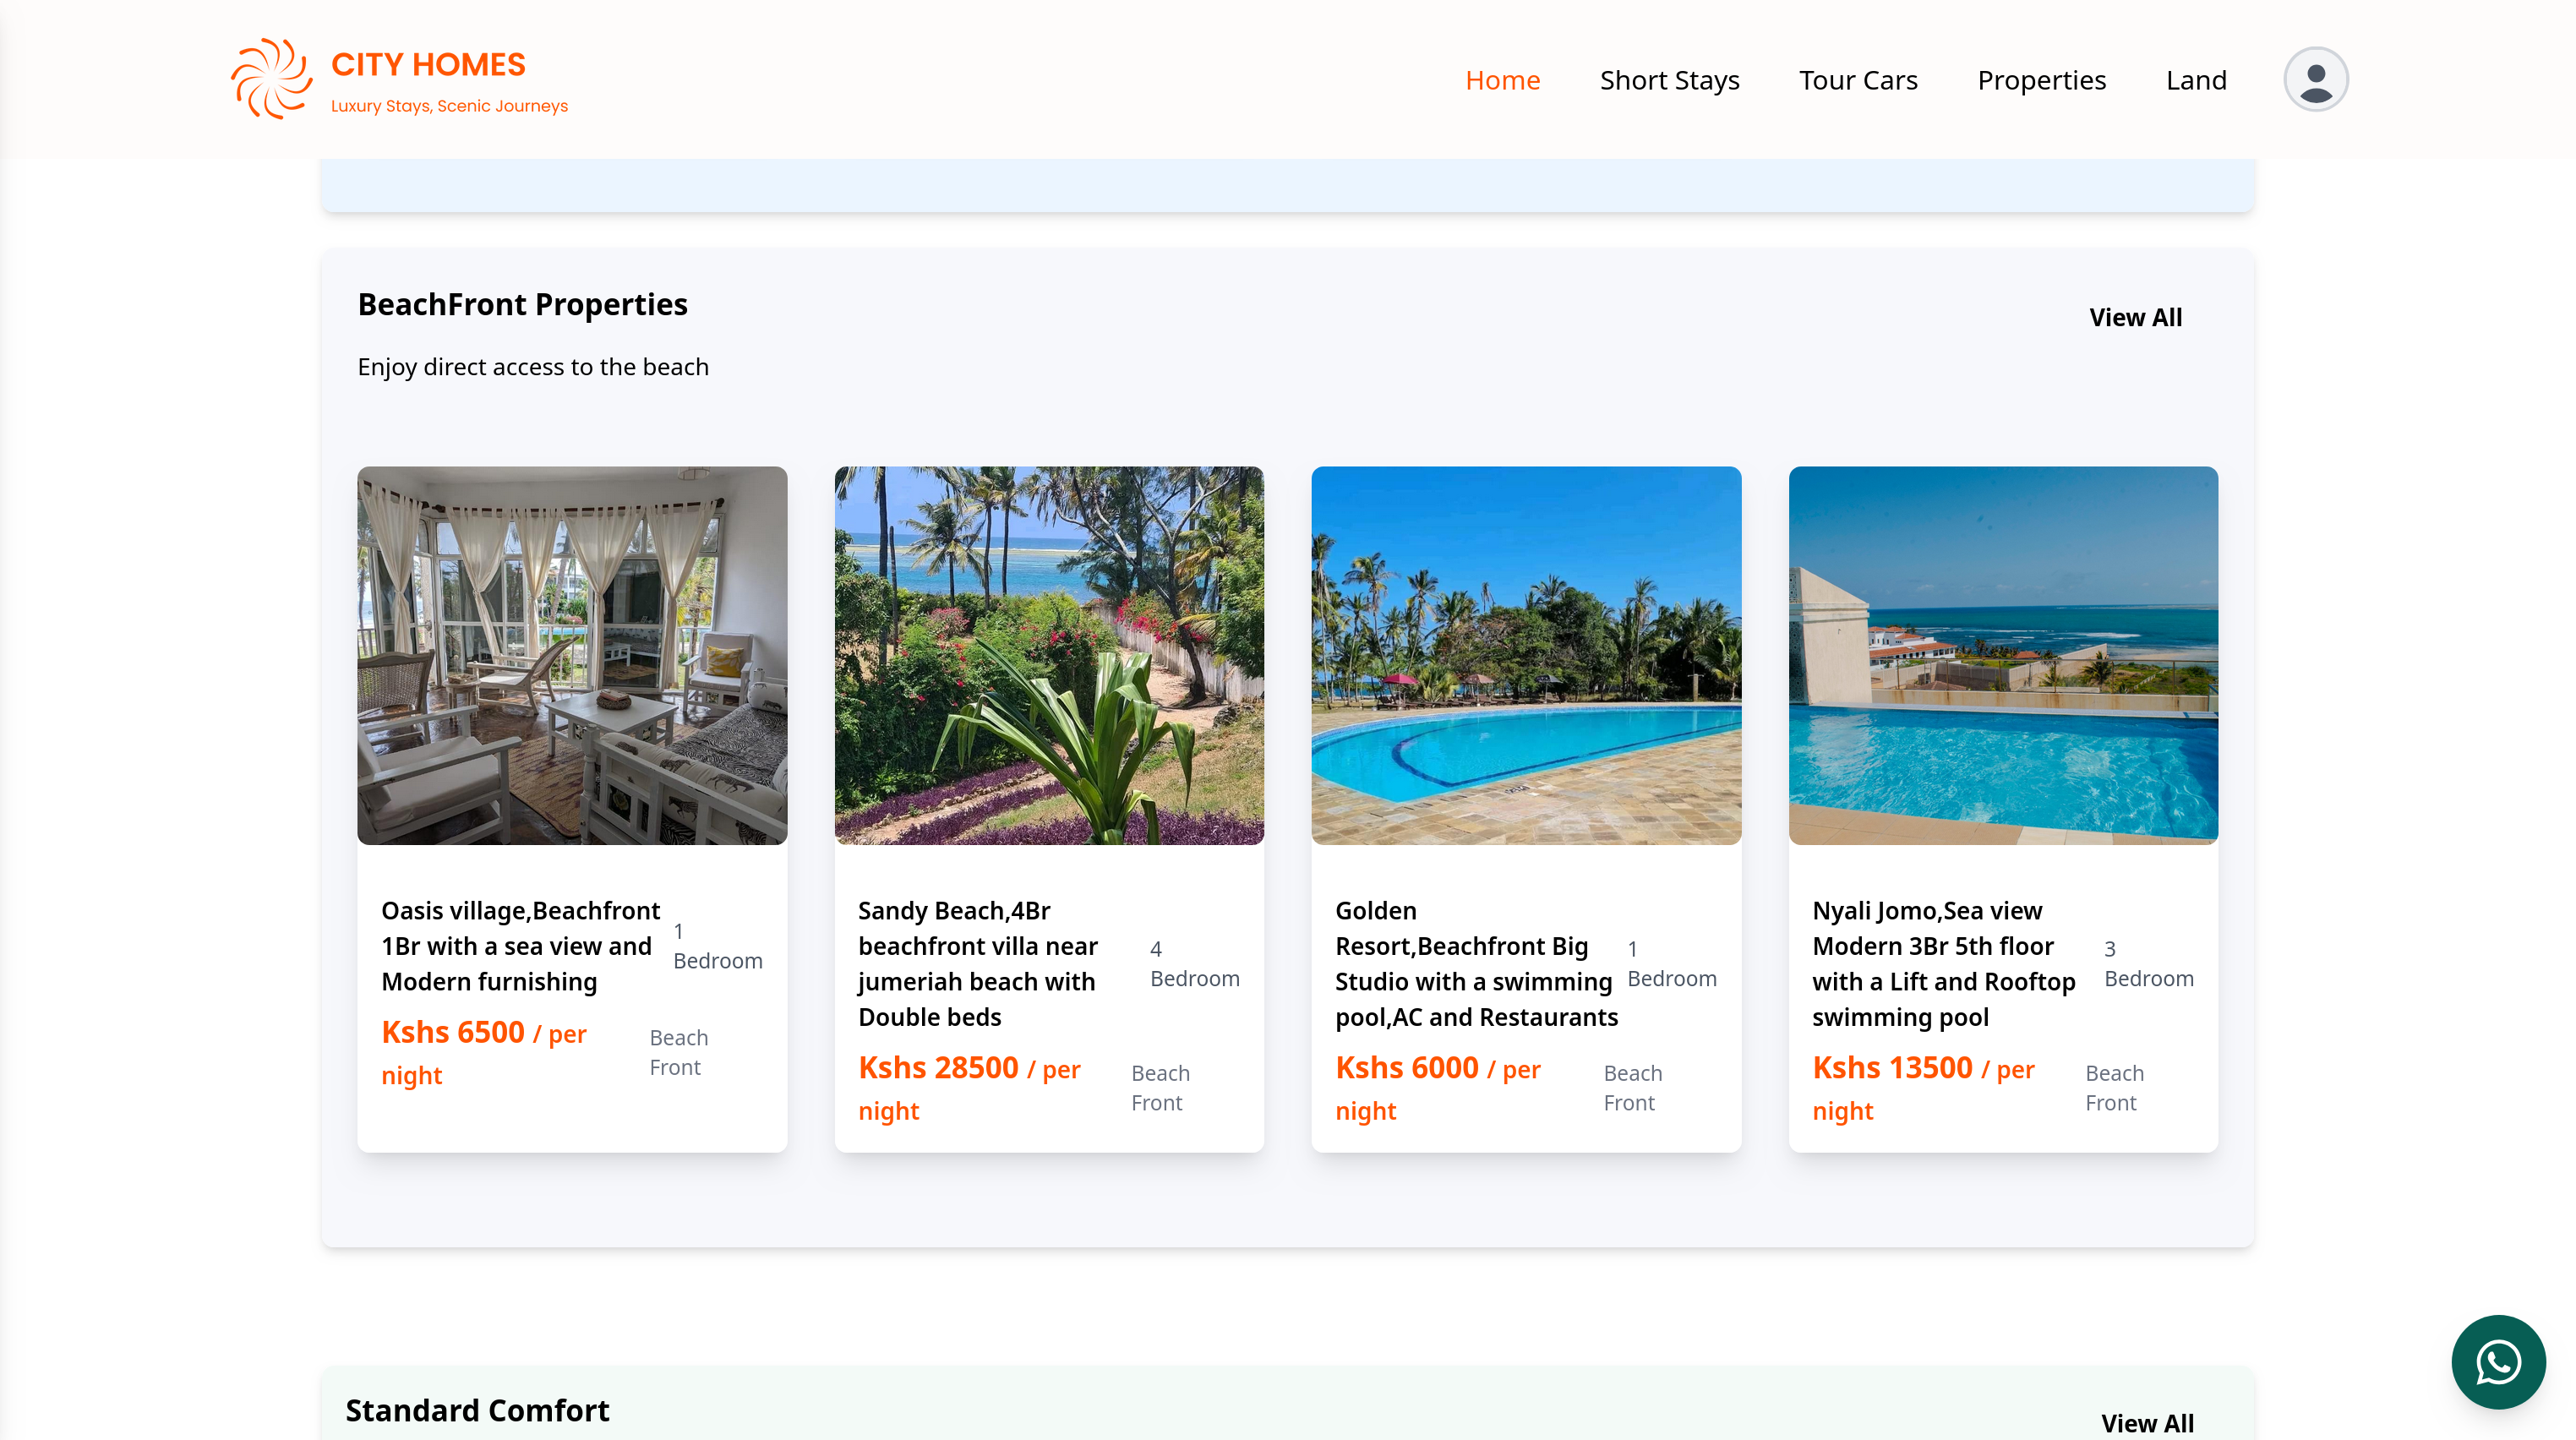 CITY HOMES
Luxury Stays, Scenic Journeys
Home
Short Stays
Tour Cars
Properties
Land
BeachFront Properties
View All
Enjoy direct access to the beach
Oasis village,Beachfront
1Br with a sea view and
Modern furnishing
1
Bedroom
Kshs 6500 / per
night
Beach
Front
Sandy Beach,4Br
beachfront villa near
jumeriah beach with
Double beds
4
Bedroom
Kshs 28500 / per
night
Beach
Front
Golden
Resort,Beachfront Big
Studio with a swimming
pool,AC and Restaurants
1
Bedroom
Kshs 6000 / per
night
Beach
Front
Nyali Jomo,Sea view
Modern 3Br 5th floor
with a Lift and Rooftop
swimming pool
3
Bedroom
Kshs 13500 / per
night
Beach
Front
Standard Comfort
View All